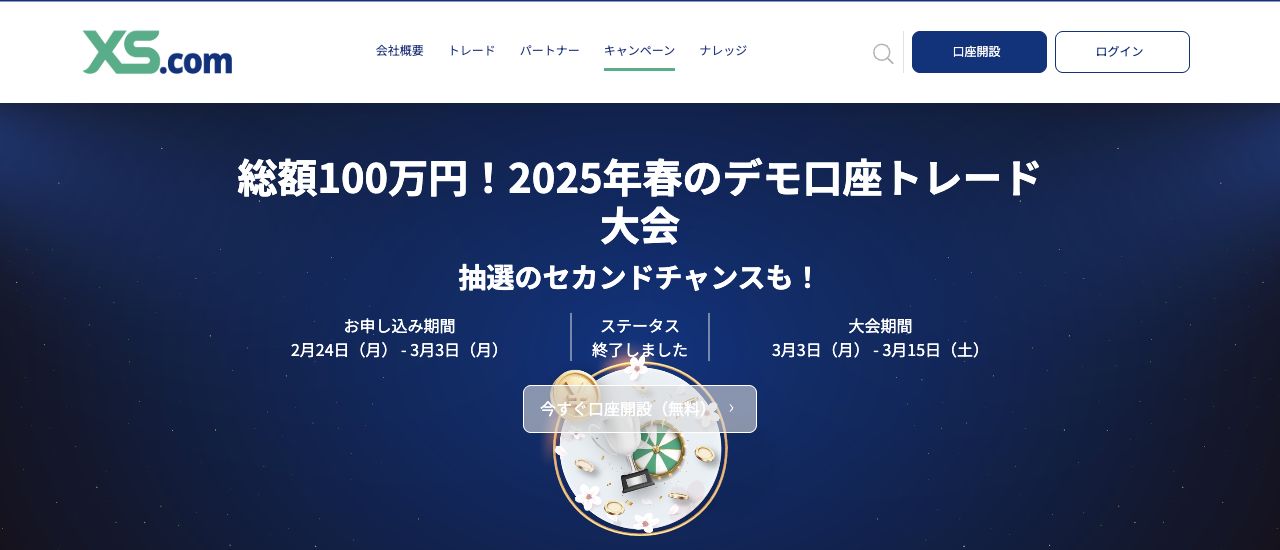 XS.com
会社概要 トレード パートナー キャンペーン ナレッジ 口座開設 ログイン
総額100万円！2025年春のデモ口座トレード
大会
抽選のセカンドチャンスも！
お申し込み期間 ステータス 大会期間
2月24日（月） - 3月3日（月） 終了しました 3月3日（月） - 3月15日（土）
今すぐ口座開設（無料）